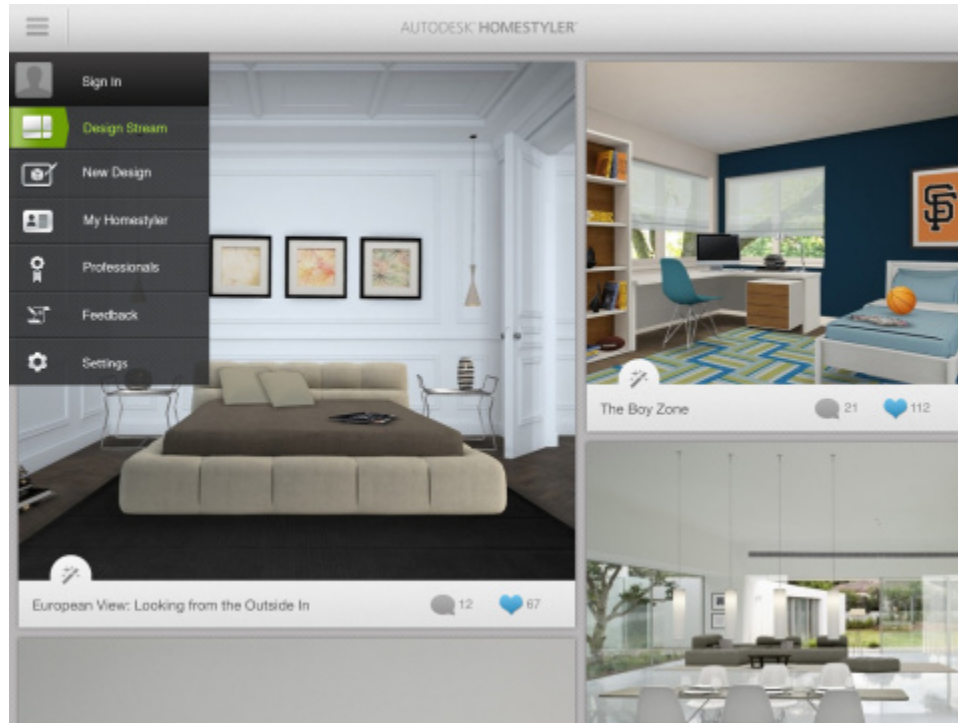 AUTODESK® HOMESTYLER™
Sign In
Design Stream
New Design
My Homestyler
Professionals
Feedback
Settings
SF
The Boy Zone
21
112
European View: Looking from the Outside In
12
67